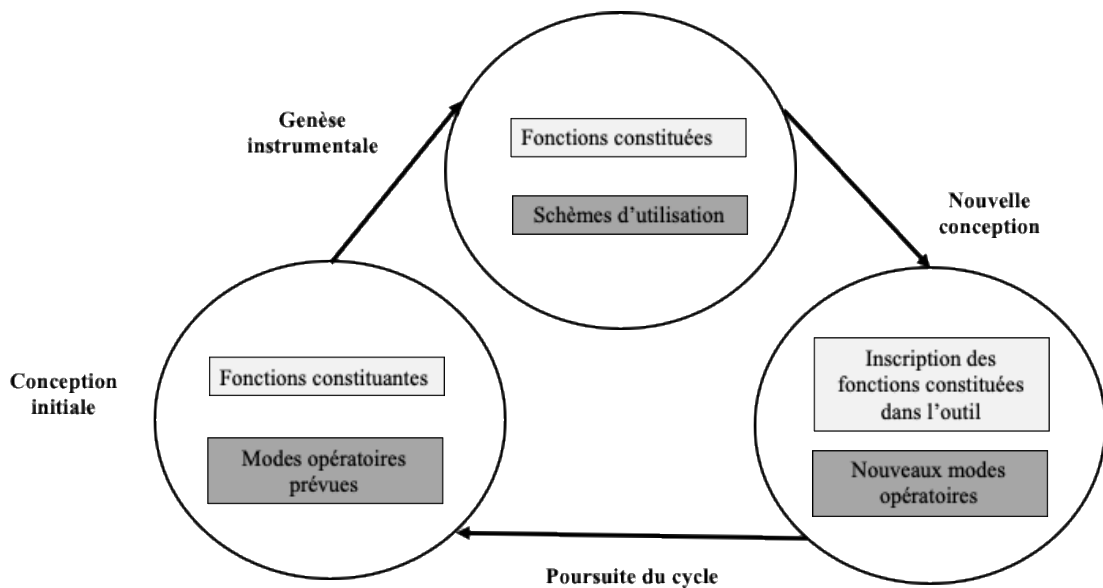 Genèse
instrumentale
Fonctions constituées
Schèmes d’utilisation
Nouvelle
conception
Conception
initiale
Fonctions constituantes
Modes opératoires
prévues
Inscription des
fonctions constituées
dans l’outil
Nouveaux modes
opératoires
Poursuite du cycle